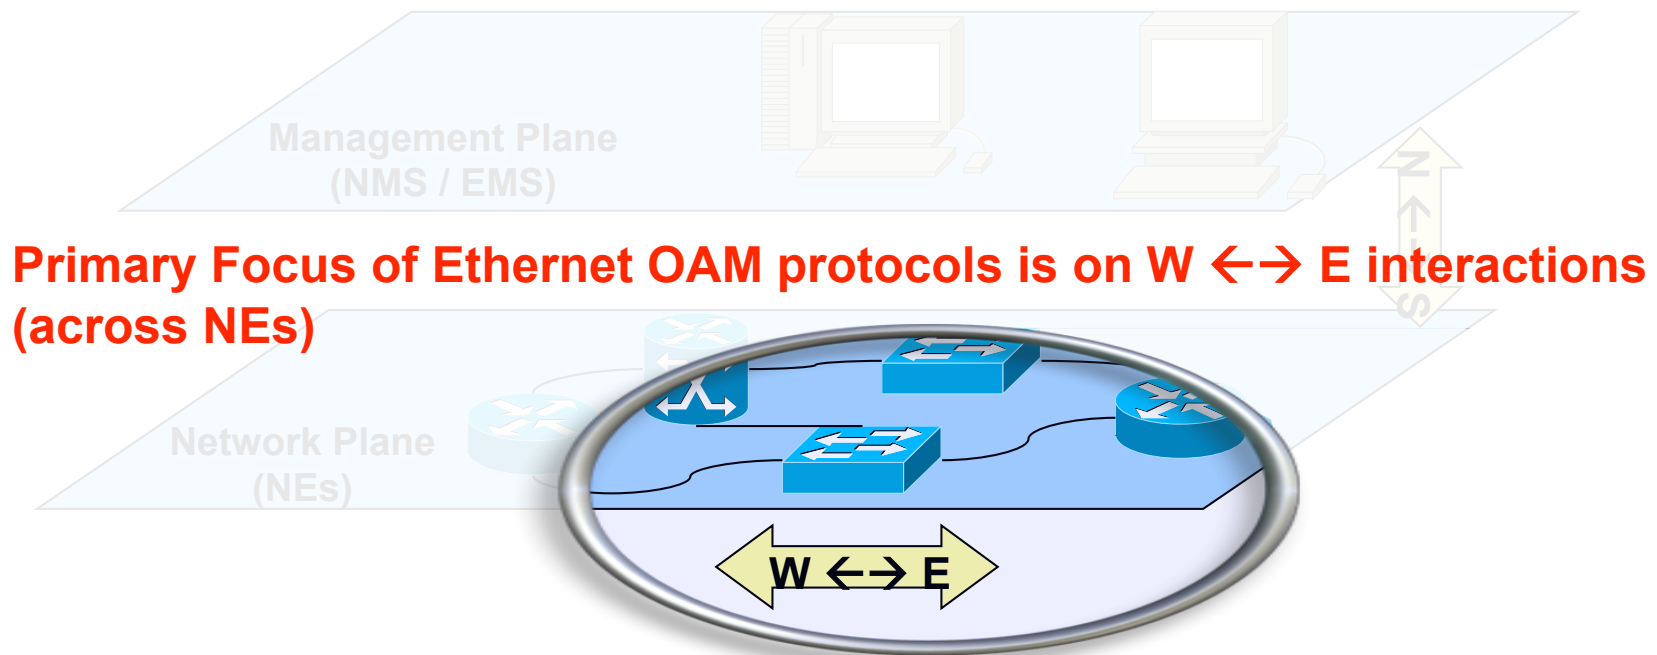 Management Plane
(NMS / EMS)
N ←→ S
Primary Focus of Ethernet OAM protocols is on W ←→ E interactions
(across NEs)
Network Plane
(NEs)
W ←→ E